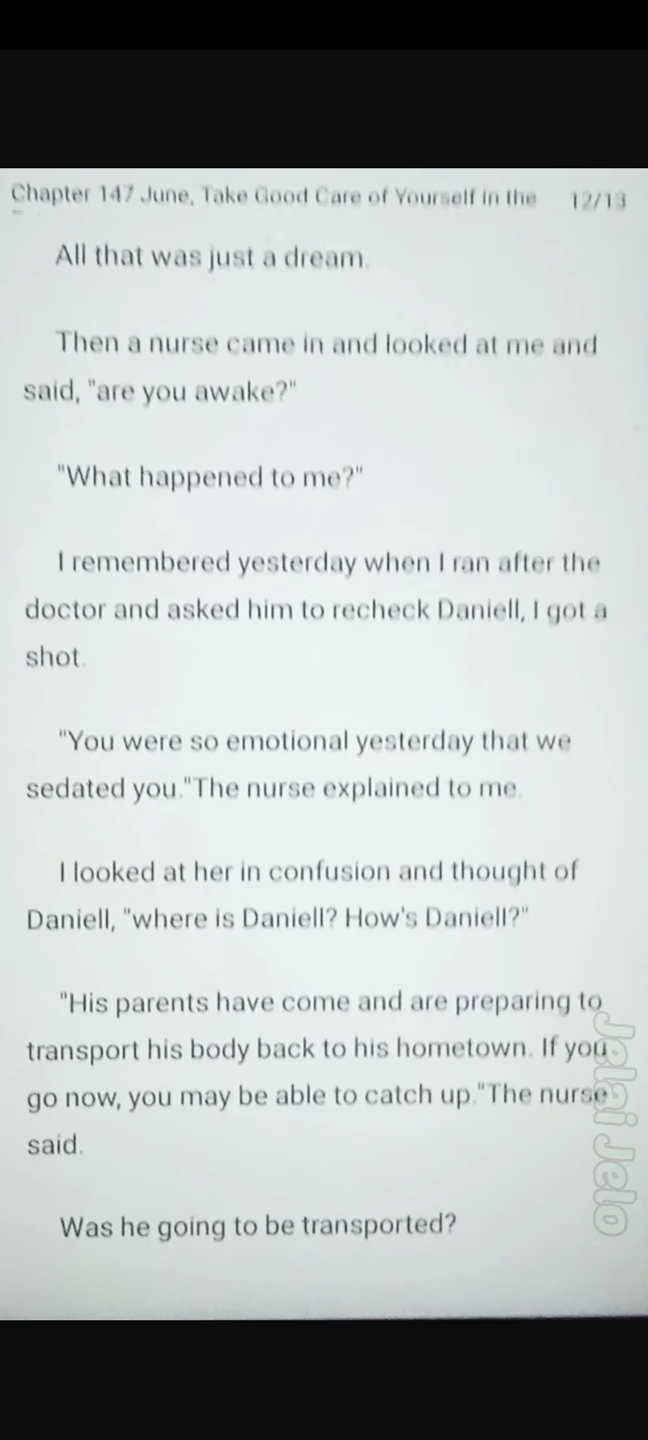 Chapter 147 June, Take Good Care of Yourself in the 12/13
All that was just a dream.
Then a nurse came in and looked at me and
said, "are you awake?"
"What happened to me?"
I remembered yesterday when I ran after the
doctor and asked him to recheck Daniell, I got a
shot.
"You were so emotional yesterday that we
sedated you."The nurse explained to me.
I looked at her in confusion and thought of
Daniell, "where is Daniell? How's Daniell?"
"His parents have come and are preparing to
transport his body back to his hometown. If you
go now, you may be able to catch up."The nurse
said.
Was he going to be transported?
Jelai Jelo